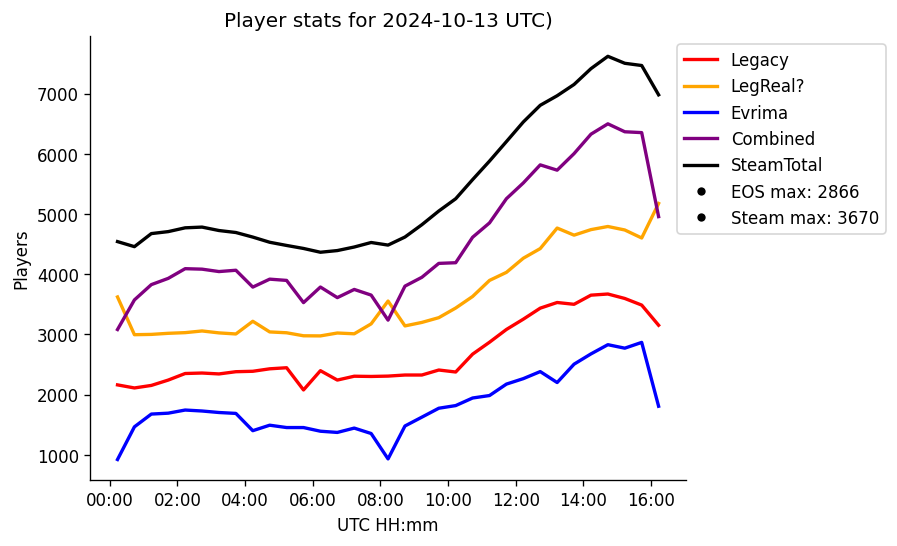 Player stats for 2024-10-13 UTC)
Players
7000
6000
5000
4000
3000
2000
1000
00:00 02:00 04:00 06:00 08:00 10:00 12:00 14:00 16:00
UTC HH:mm
Legacy
LegReal?
Evrima
Combined
SteamTotal
EOS max: 2866
Steam max: 3670